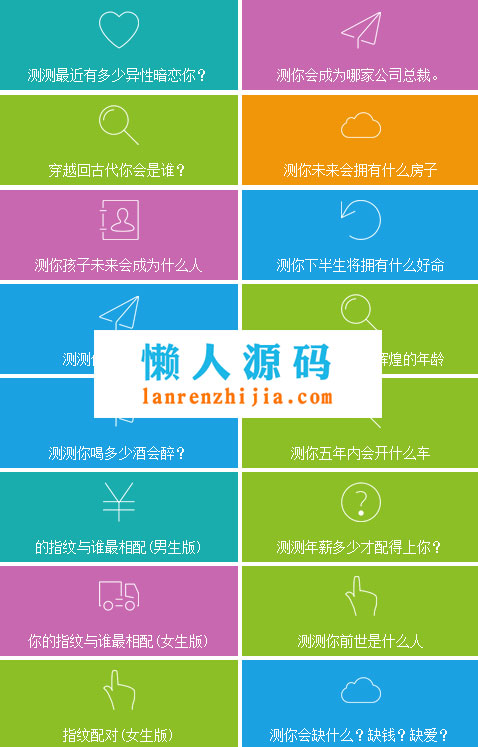 测测最近有多少异性暗恋你？
测你会成为哪家公司总裁。
穿越回古代你会是谁？
测你未来会拥有什么房子
测你孩子未来会成为什么人
测你下半生将拥有什么好命
测测
辉煌的年龄
懒人源码
lanrenzhijia.com
测测你喝多少酒会醉？
测你五年内会开什么车
的指纹与谁最相配(男生版)
测测年薪多少才配得上你？
你的指纹与谁最相配(女生版)
测测你前世是什么人
指纹配对(女生版)
测你会缺什么？缺钱？缺爱？